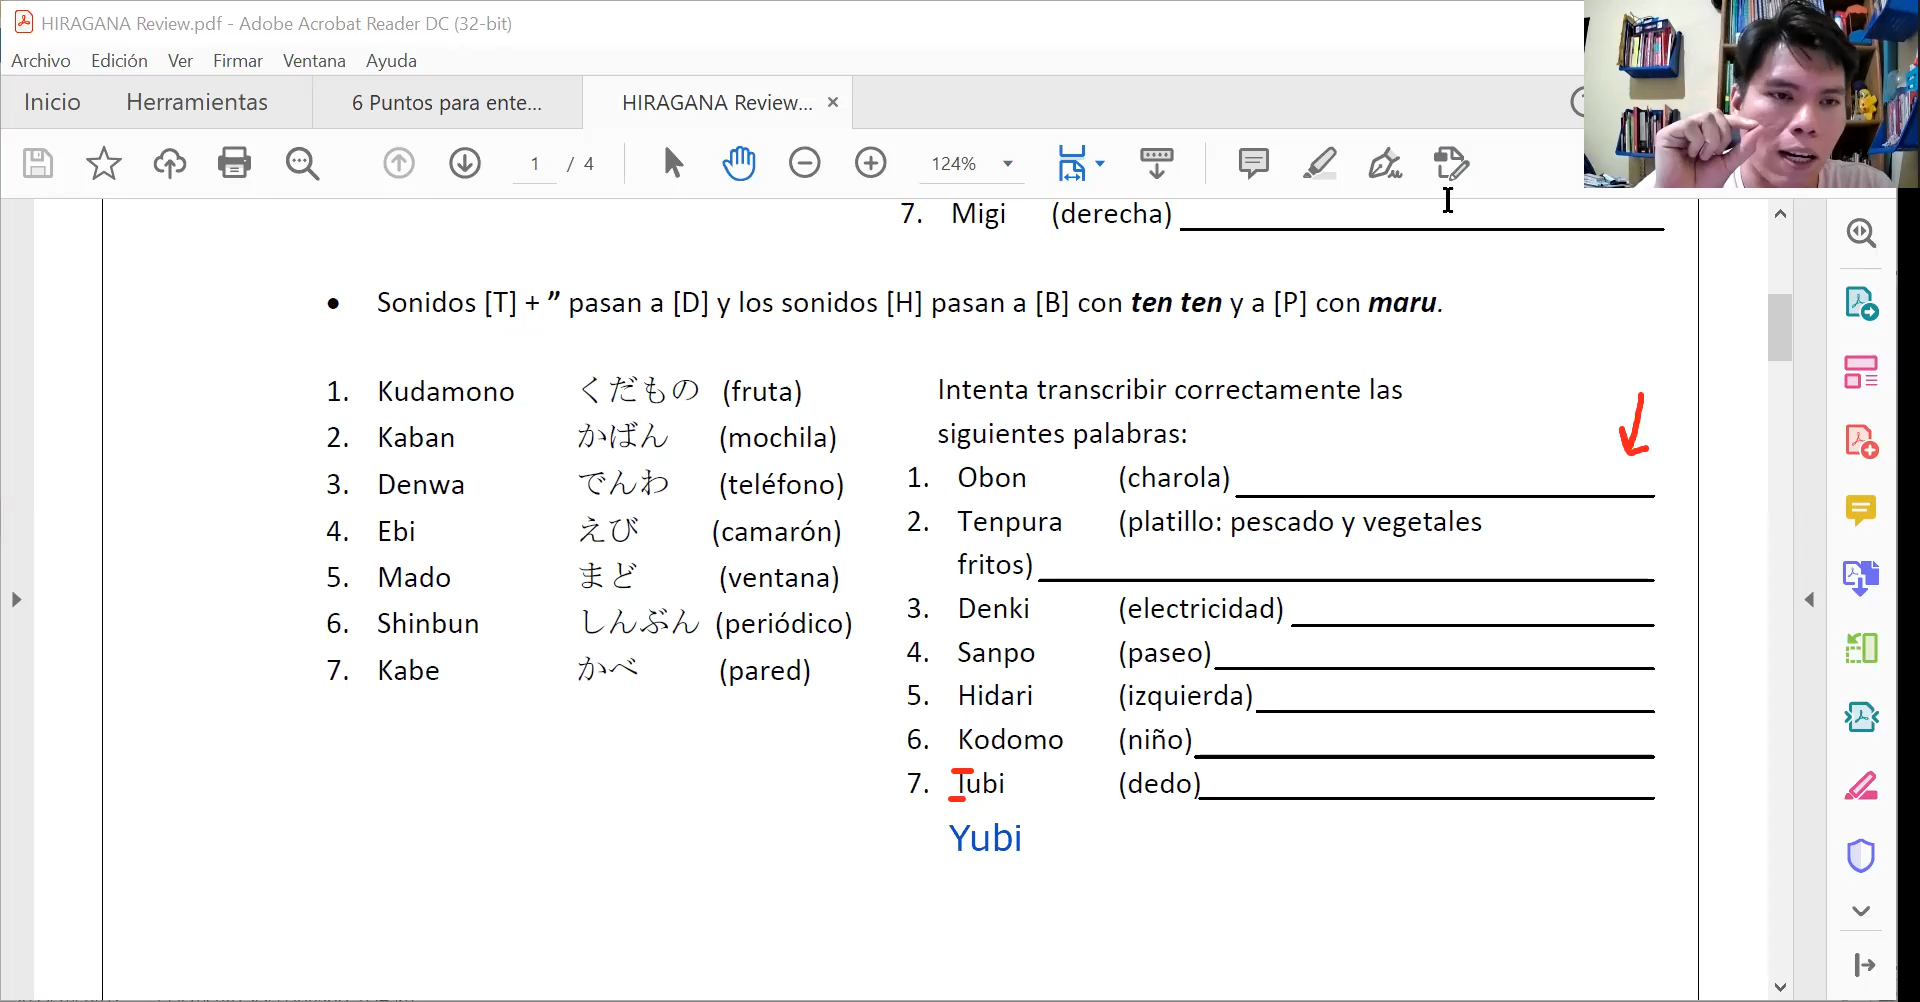 HIRAGANA Review.pdf - Adobe Acrobat Reader DC (32-bit)
Archivo Edición Ver Firmar Ventana Ayuda
Inicio Herramientas 6 Puntos para ente... HIRAGANA Review... ×
1 / 4 124%
7. Migi (derecha)
• Sonidos [T] + ” pasan a [D] y los sonidos [H] pasan a [B] con ten ten y a [P] con maru.
1. Kudamono くだもの (fruta)
2. Kaban かばん (mochila)
3. Denwa でんわ (teléfono)
4. Ebi えび (camarón)
5. Mado まど (ventana)
6. Shinbun しんぶん (periódico)
7. Kabe かべ (pared)
Intenta transcribir correctamente las
siguientes palabras:
1. Obon (charola)
2. Tenpura (platillo: pescado y vegetales
fritos)
3. Denki (electricidad)
4. Sanpo (paseo)
5. Hidari (izquierda)
6. Kodomo (niño)
7. Iubi (dedo)
Yubi